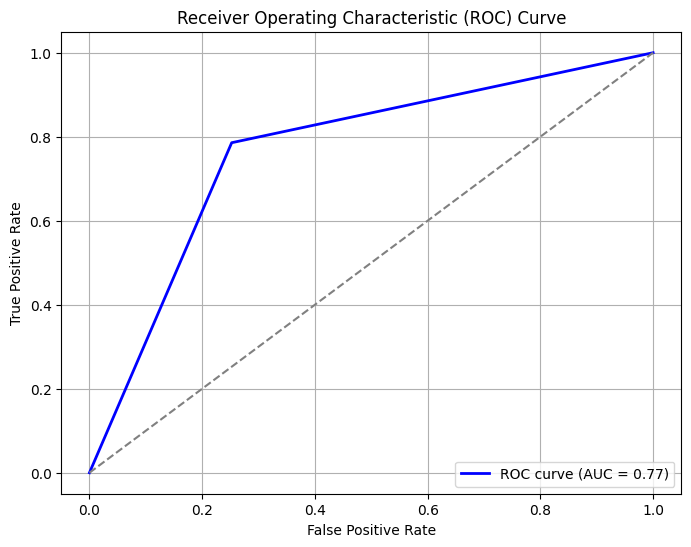 Receiver Operating Characteristic (ROC) Curve
1.0
0.8
0.6
0.4
0.2
0.0
True Positive Rate
ROC curve (AUC = 0.77)
0.0 0.2 0.4 0.6 0.8 1.0
False Positive Rate